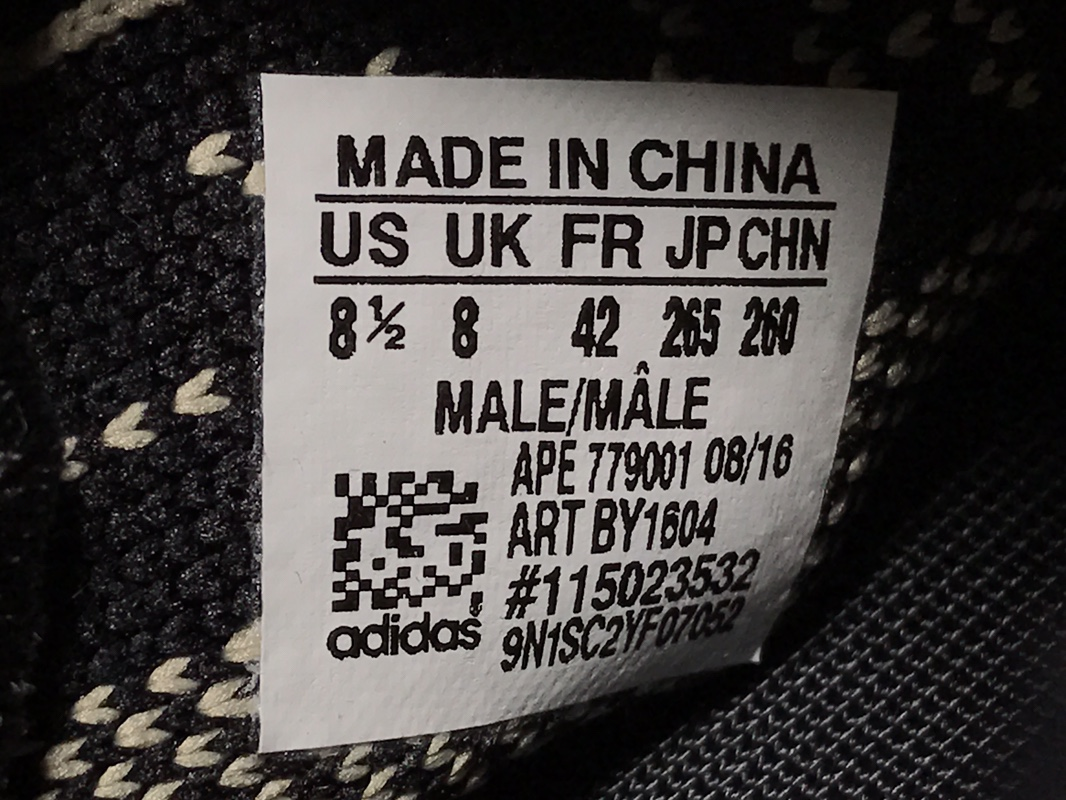 MADE IN CHINA
US UK FR JP CHN
8½ 8 42 265 260
MALE/MÂLE
APE 779001 08/16
ART BY1604
#115023532
9N1SC2YF07052
adidas